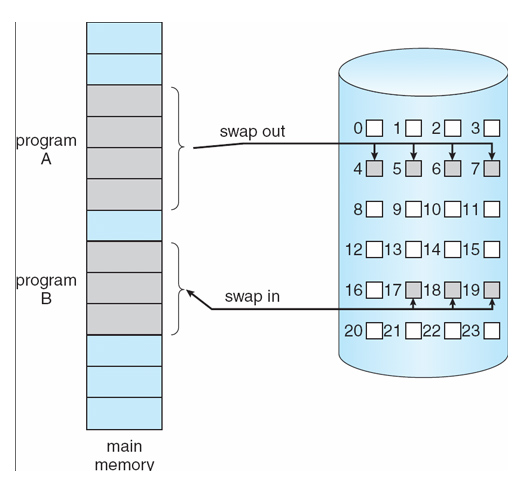 program
A
swap out
program
B
swap in
main
memory
0 1 2 3
4 5 6 7
8 9 10 11
12 13 14 15
16 17 18 19
20 21 22 23